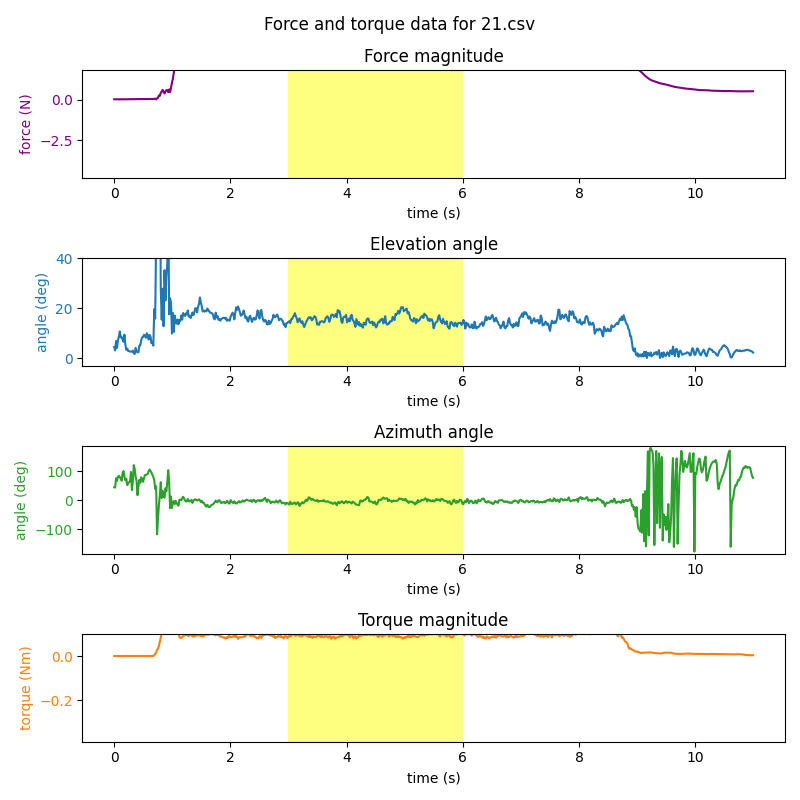 Force and torque data for 21.csv
Force magnitude
force (N)
0.0
−2.5
0 2 4 6 8 10
time (s)
Elevation angle
angle (deg)
40
20
0
0 2 4 6 8 10
time (s)
Azimuth angle
angle (deg)
100
0
−100
0 2 4 6 8 10
time (s)
Torque magnitude
torque (Nm)
0.0
−0.2
0 2 4 6 8 10
time (s)